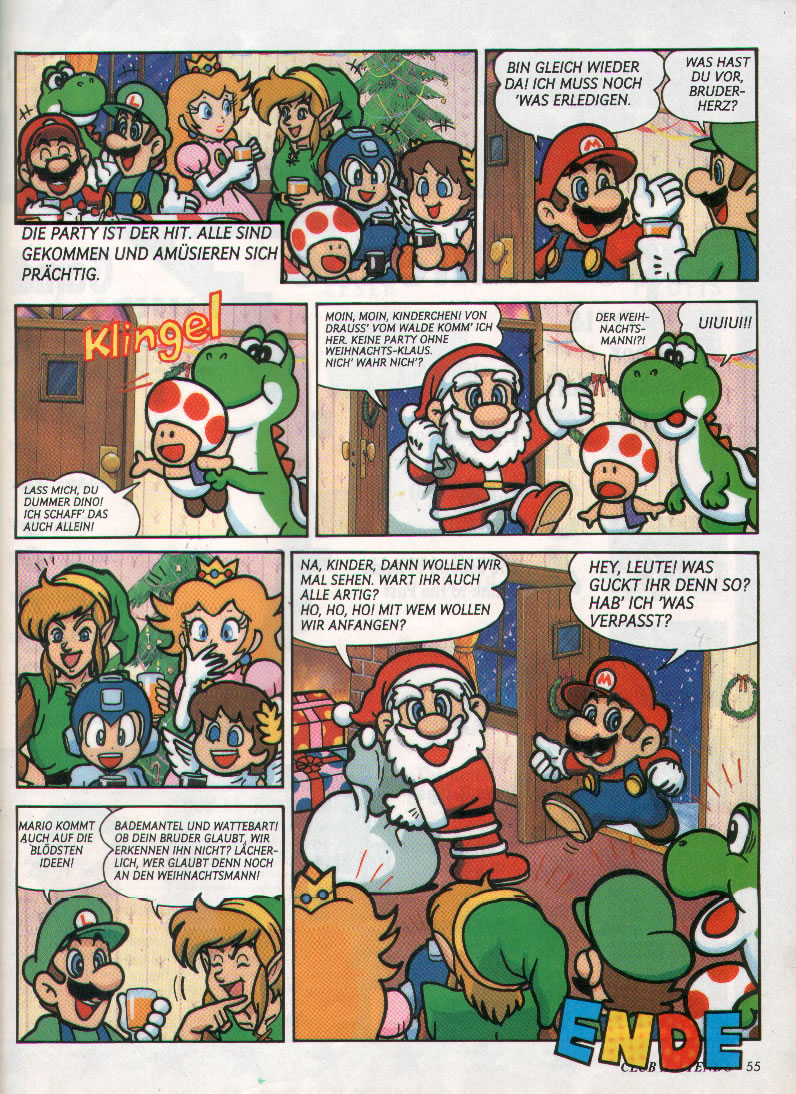 DIE PARTY IST DER HIT. ALLE SIND
GEKOMMEN UND AMÜSIEREN SICH
PRÄCHTIG.
BIN GLEICH WIEDER
DA! ICH MUSS NOCH
'WAS ERLEDIGEN.
WAS HAST
DU VOR,
BRUDER-
HERZ?
Klingel
LASS MICH, DU
DUMMER DINO!
ICH SCHAFF' DAS
AUCH ALLEIN!
MOIN, MOIN, KINDERCHEN! VON
DRAUSS' VOM WALDE KOMM' ICH
HER. KEINE PARTY OHNE
WEIHNACHTS-KLAUS.
NICH' WAHR NICH'?
DER WEIH-
NACHTS-
MANN!?!
UIUIUI!!!
MARIO KOMMT
AUCH AUF DIE
BLÖDSTEN
IDEEN!
BADEMANTEL UND WATTEBART!
OB DEIN BRUDER GLAUBT, WIR
ERKENNEN IHN NICHT? LÄCHER-
LICH, WER GLAUBT DENN NOCH
AN DEN WEIHNACHTSMANN!
NA, KINDER, DANN WOLLEN WIR
MAL SEHEN. WART IHR AUCH
ALLE ARTIG?
HO, HO, HO! MIT WEM WOLLEN
WIR ANFANGEN?
HEY, LEUTE! WAS
GUCKT IHR DENN SO?
HAB' ICH 'WAS
VERPASST?
ENDE
CLUB NINTENDO 55